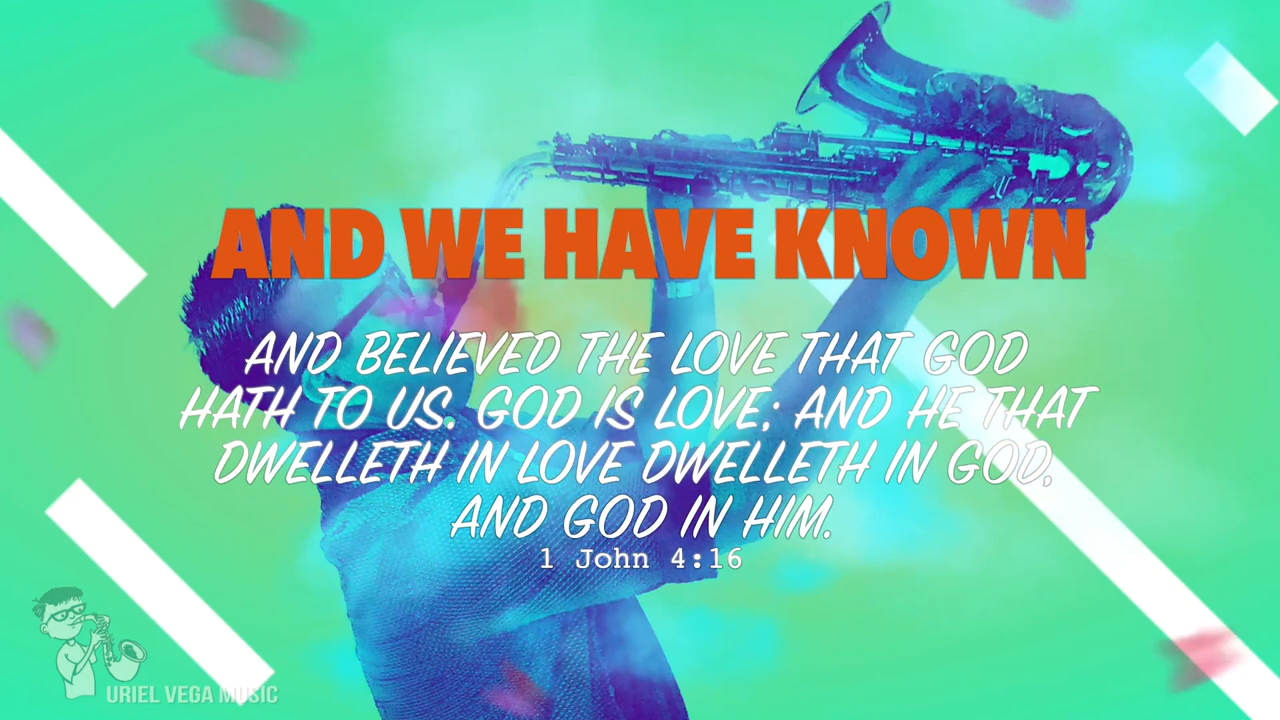 AND WE HAVE KNOWN
AND BELIEVED THE LOVE THAT GOD
HATH TO US. GOD IS LOVE; AND HE THAT
DWELLETH IN LOVE DWELLETH IN GOD,
AND GOD IN HIM.
1 John 4:16
URIEL VEGA MUSIC